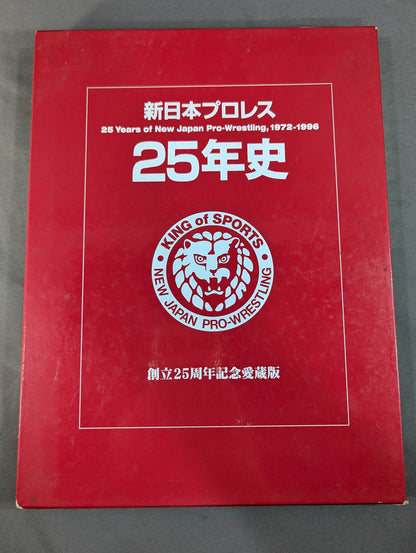 新日本プロレス
25 Years of New Japan Pro-Wrestling, 1972-1996
25年史
KING of SPORTS
NEW JAPAN PRO-WRESTLING
創立25周年記念愛蔵版